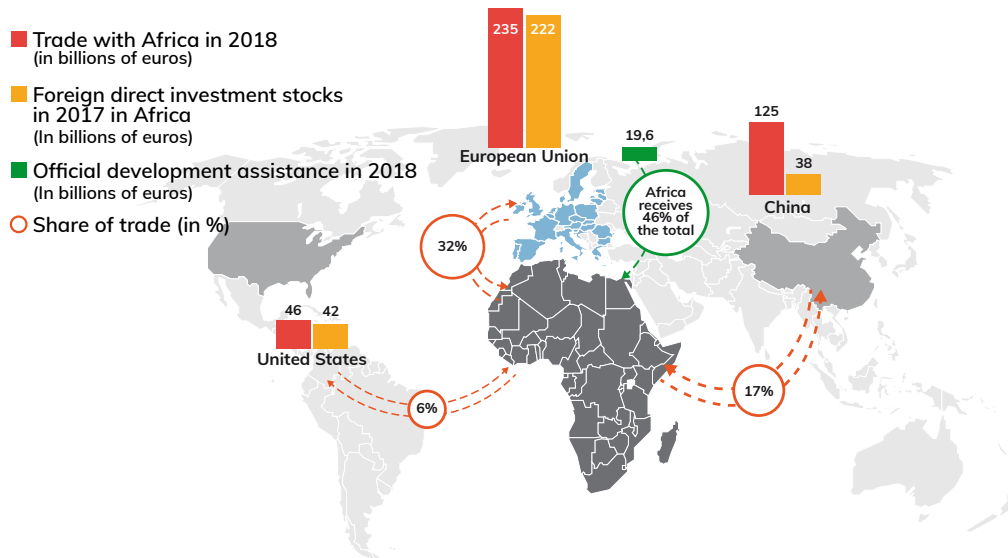 Trade with Africa in 2018
(in billions of euros)
Foreign direct investment stocks
in 2017 in Africa
(In billions of euros)
Official development assistance in 2018
(In billions of euros)
Share of trade (in %)
235
222
European Union
19,6
Africa
receives
46% of
the total
125
38
China
32%
46
42
United States
6%
17%